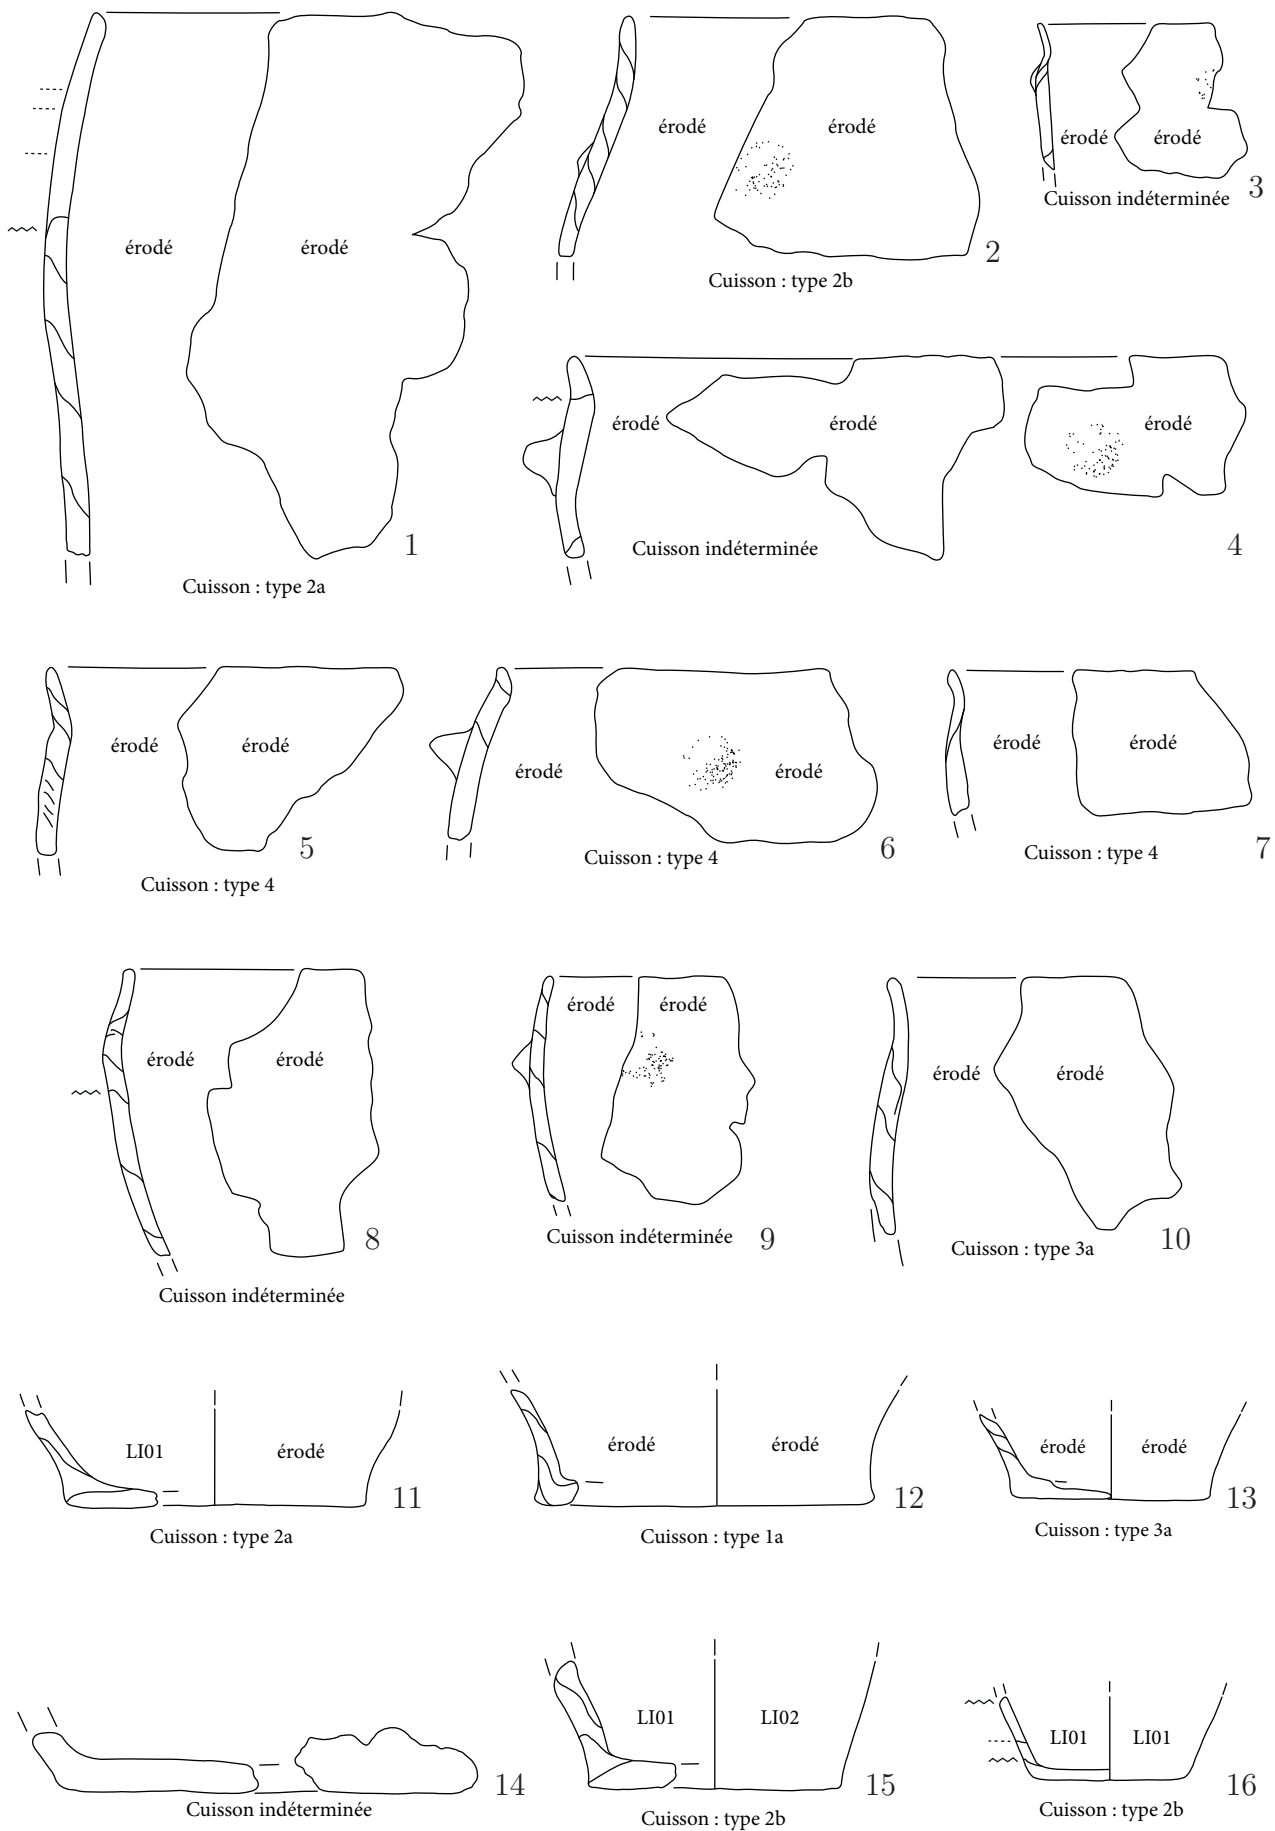 érodé
érodé
1
Cuisson : type 2a
érodé
érodé
2
Cuisson : type 2b
érodé
érodé
3
Cuisson indéterminée
érodé
érodé
érodé
4
Cuisson indéterminée
érodé
érodé
5
Cuisson : type 4
érodé
érodé
6
Cuisson : type 4
érodé
érodé
7
Cuisson : type 4
érodé
érodé
8
Cuisson indéterminée
érodé
érodé
9
Cuisson indéterminée
érodé
érodé
10
Cuisson : type 3a
LI01
érodé
11
Cuisson : type 2a
érodé
érodé
12
Cuisson : type 1a
érodé
érodé
13
Cuisson : type 3a
14
Cuisson indéterminée
LI01
LI02
15
Cuisson : type 2b
LI01
LI01
16
Cuisson : type 2b